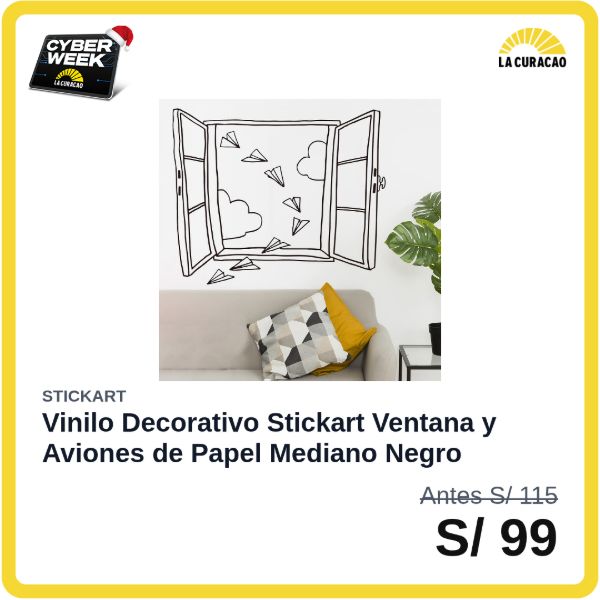 CYBER
WEEK
LA CURACAO
LA CURACAO
STICKART
Vinilo Decorativo Stickart Ventana y
Aviones de Papel Mediano Negro
Antes S/ 115
S/ 99